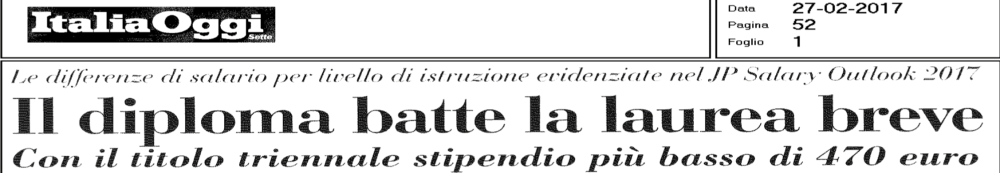 ItaliaOggi
Sette
Data 27-02-2017
Pagina 52
Foglio 1
Le differenze di salario per livello di istruzione evidenziate nel JP Salary Outlook 2017
Il diploma batte la laurea breve
Con il titolo triennale stipendio più basso di 470 euro